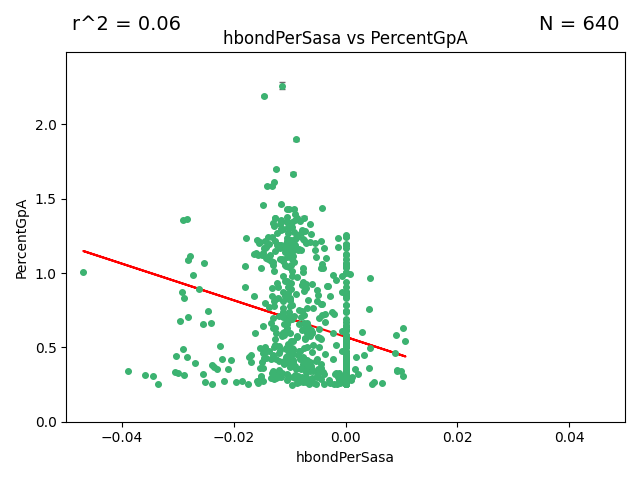 r^2 = 0.06
N = 640
hbondPerSasa vs PercentGpA
2.0
1.5
1.0
0.5
0.0
PercentGpA
−0.04
−0.02
0.00
0.02
0.04
hbondPerSasa